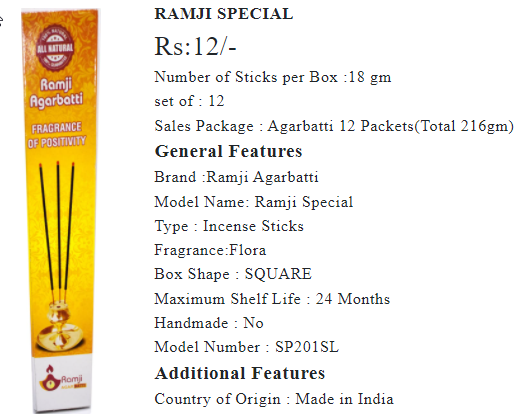 100% NATURAL
ALL NATURAL
Ramji
Agarbatti
FRAGRANCE
OF POSITIVITY
Ramji
RAMJI SPECIAL
Rs:12/-
Number of Sticks per Box :18 gm
set of : 12
Sales Package : Agarbatti 12 Packets(Total 216gm)
General Features
Brand :Ramji Agarbatti
Model Name: Ramji Special
Type : Incense Sticks
Fragrance:Flora
Box Shape : SQUARE
Maximum Shelf Life : 24 Months
Handmade : No
Model Number : SP201SL
Additional Features
Country of Origin : Made in India